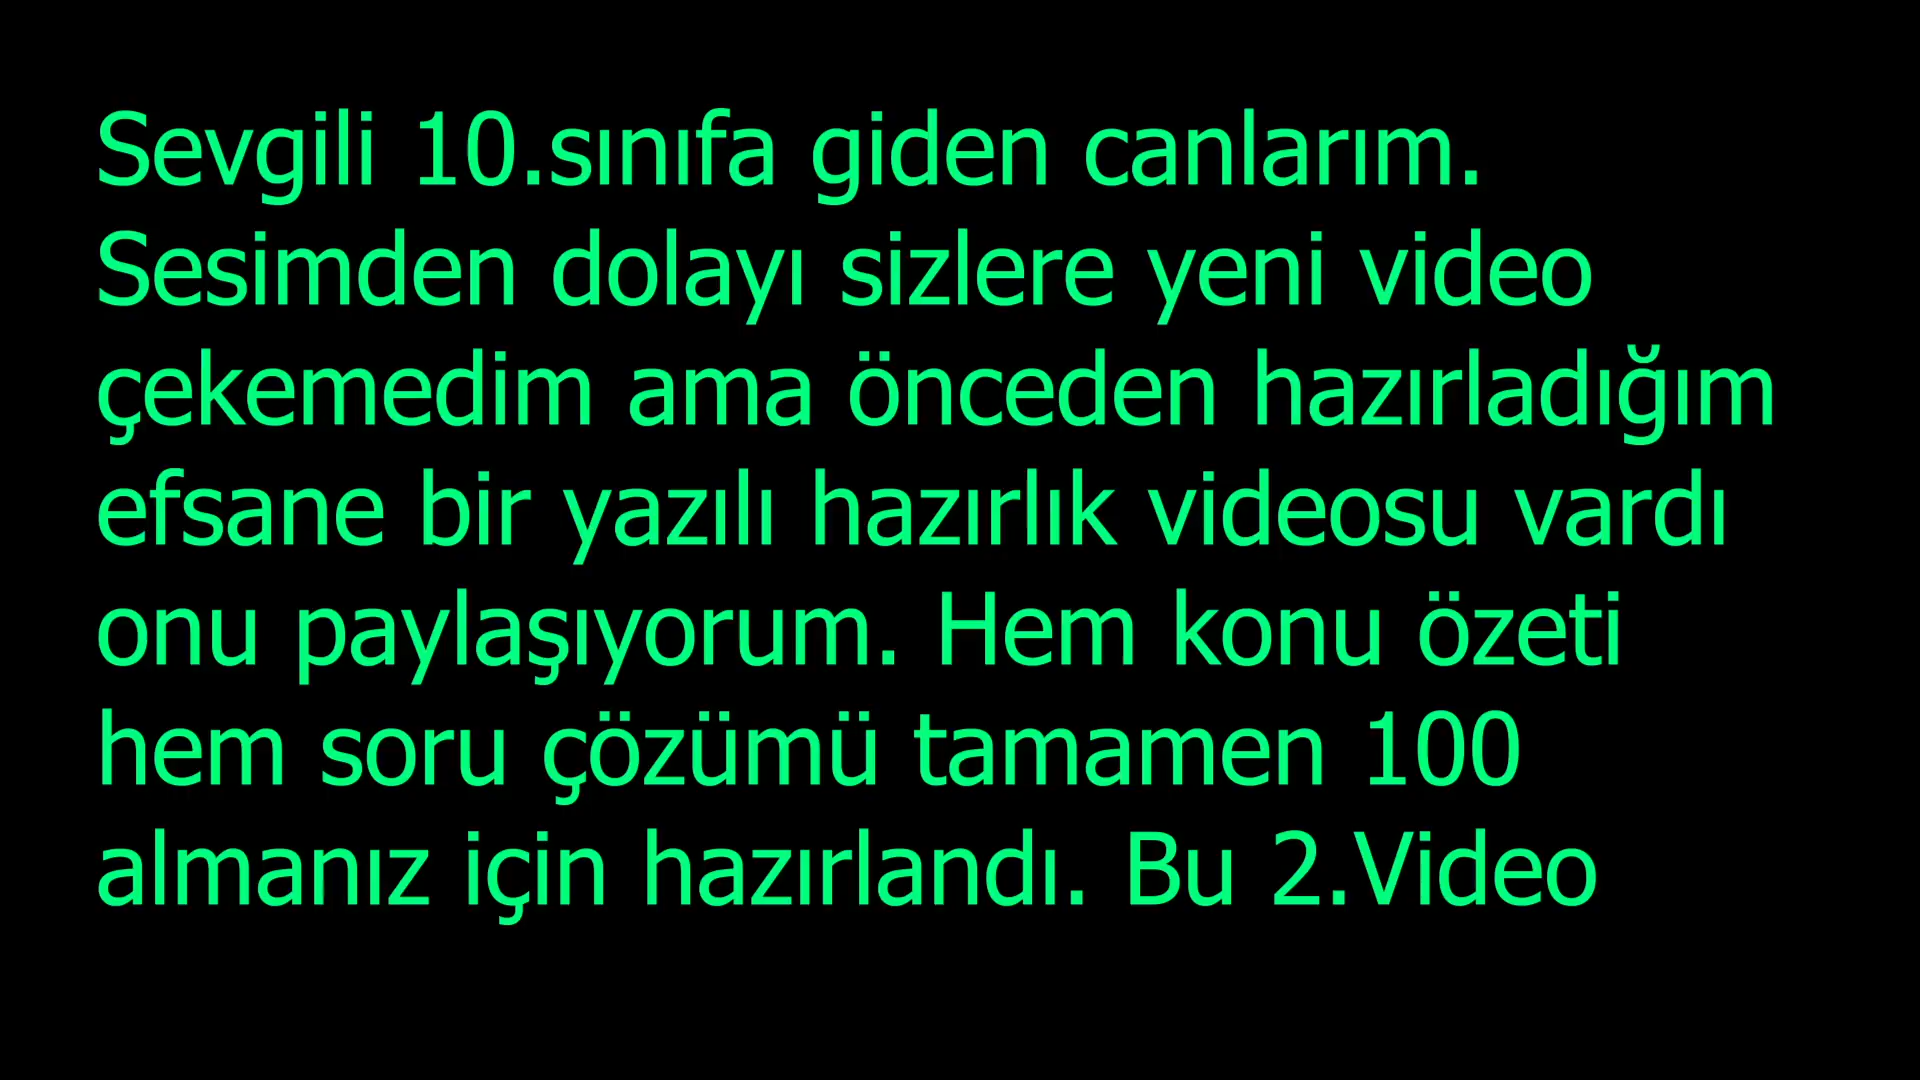 Sevgili 10.sınıfa giden canlarım.
Sesimden dolayı sizlere yeni video
çekemedim ama önceden hazırladığım
efsane bir yazılı hazırlık videosu vardı
onu paylaşıyorum. Hem konu özeti
hem soru çözümü tamamen 100
almanız için hazırlandı. Bu 2.Video